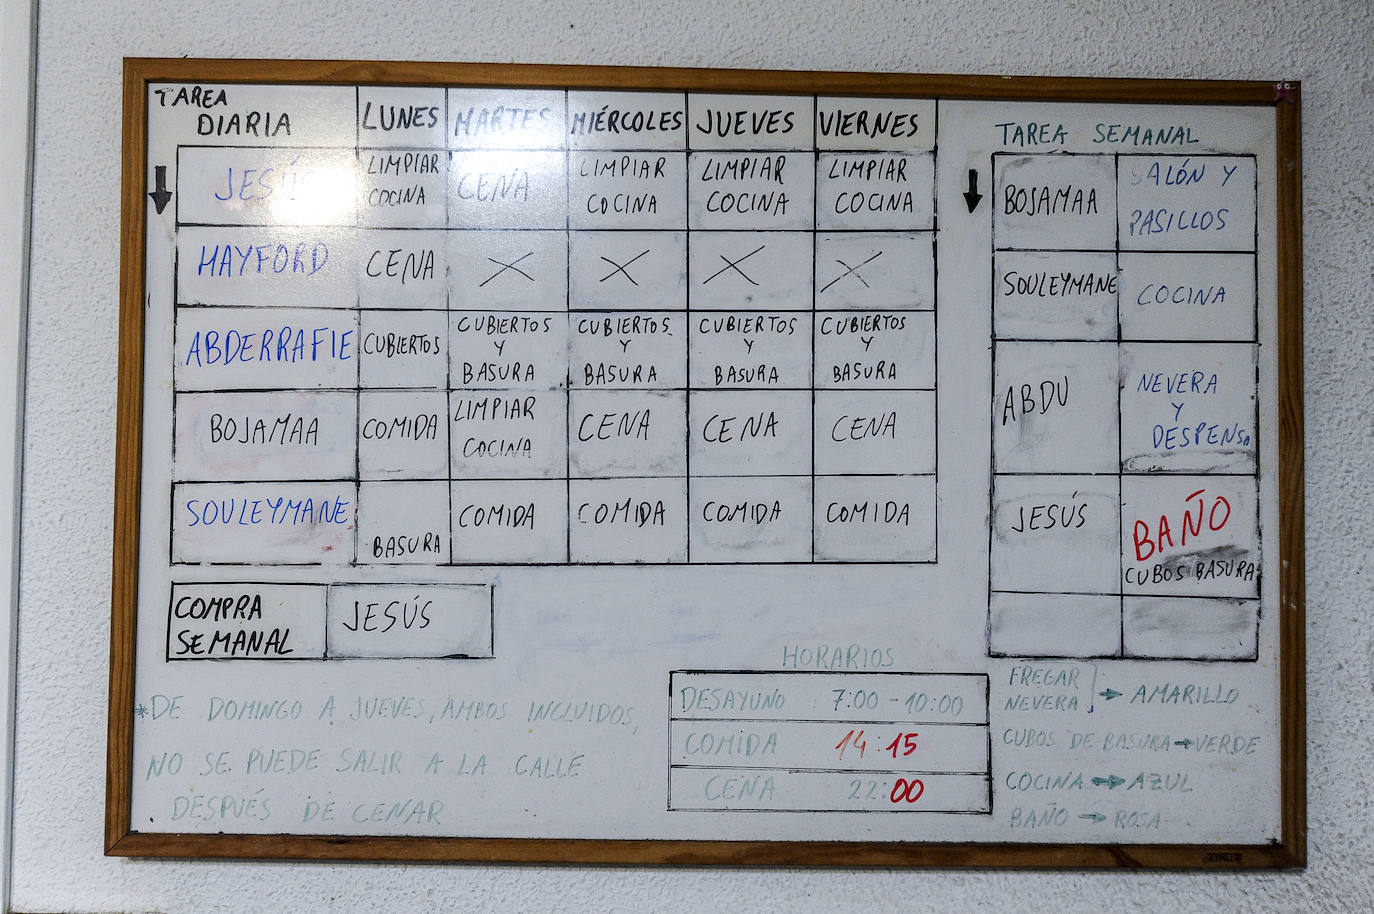 TAREA
DIARIA
LUNES MARTES MIÉRCOLES JUEVES VIERNES
JESÚS
LIMPIAR
COCINA
CENA
LIMPIAR
COCINA
LIMPIAR
COCINA
LIMPIAR
COCINA
HAYFORD
CENA
ABDERRAFIE
CUBIERTOS
CUBIERTOS
Y
BASURA
CUBIERTOS
Y
BASURA
CUBIERTOS
Y
BASURA
CUBIERTOS
Y
BASURA
BOJAMAA
COMIDA
LIMPIAR
COCINA
CENA
CENA
CENA
SOULEYMANE
BASURA
COMIDA
COMIDA
COMIDA
COMIDA
COMPRA
SEMANAL
JESÚS
*DE DOMINGO A JUEVES, AMBOS INCLUIDOS,
NO SE PUEDE SALIR A LA CALLE
DESPUÉS DE CENAR
HORARIOS
DESAYUNO : 7:00 - 10:00
COMIDA 14:15
CENA 22:00
TAREA SEMANAL
BOJAMAA
SALÓN Y
PASILLOS
SOULEYMANE
COCINA
ABDU
NEVERA
Y
DESPENSA
JESÚS
BAÑO
CUBOS BASURA
FREGAR
NEVERA
→ AMARILLO
CUBOS DE BASURA → VERDE
COCINA → AZUL
BAÑO → ROSA